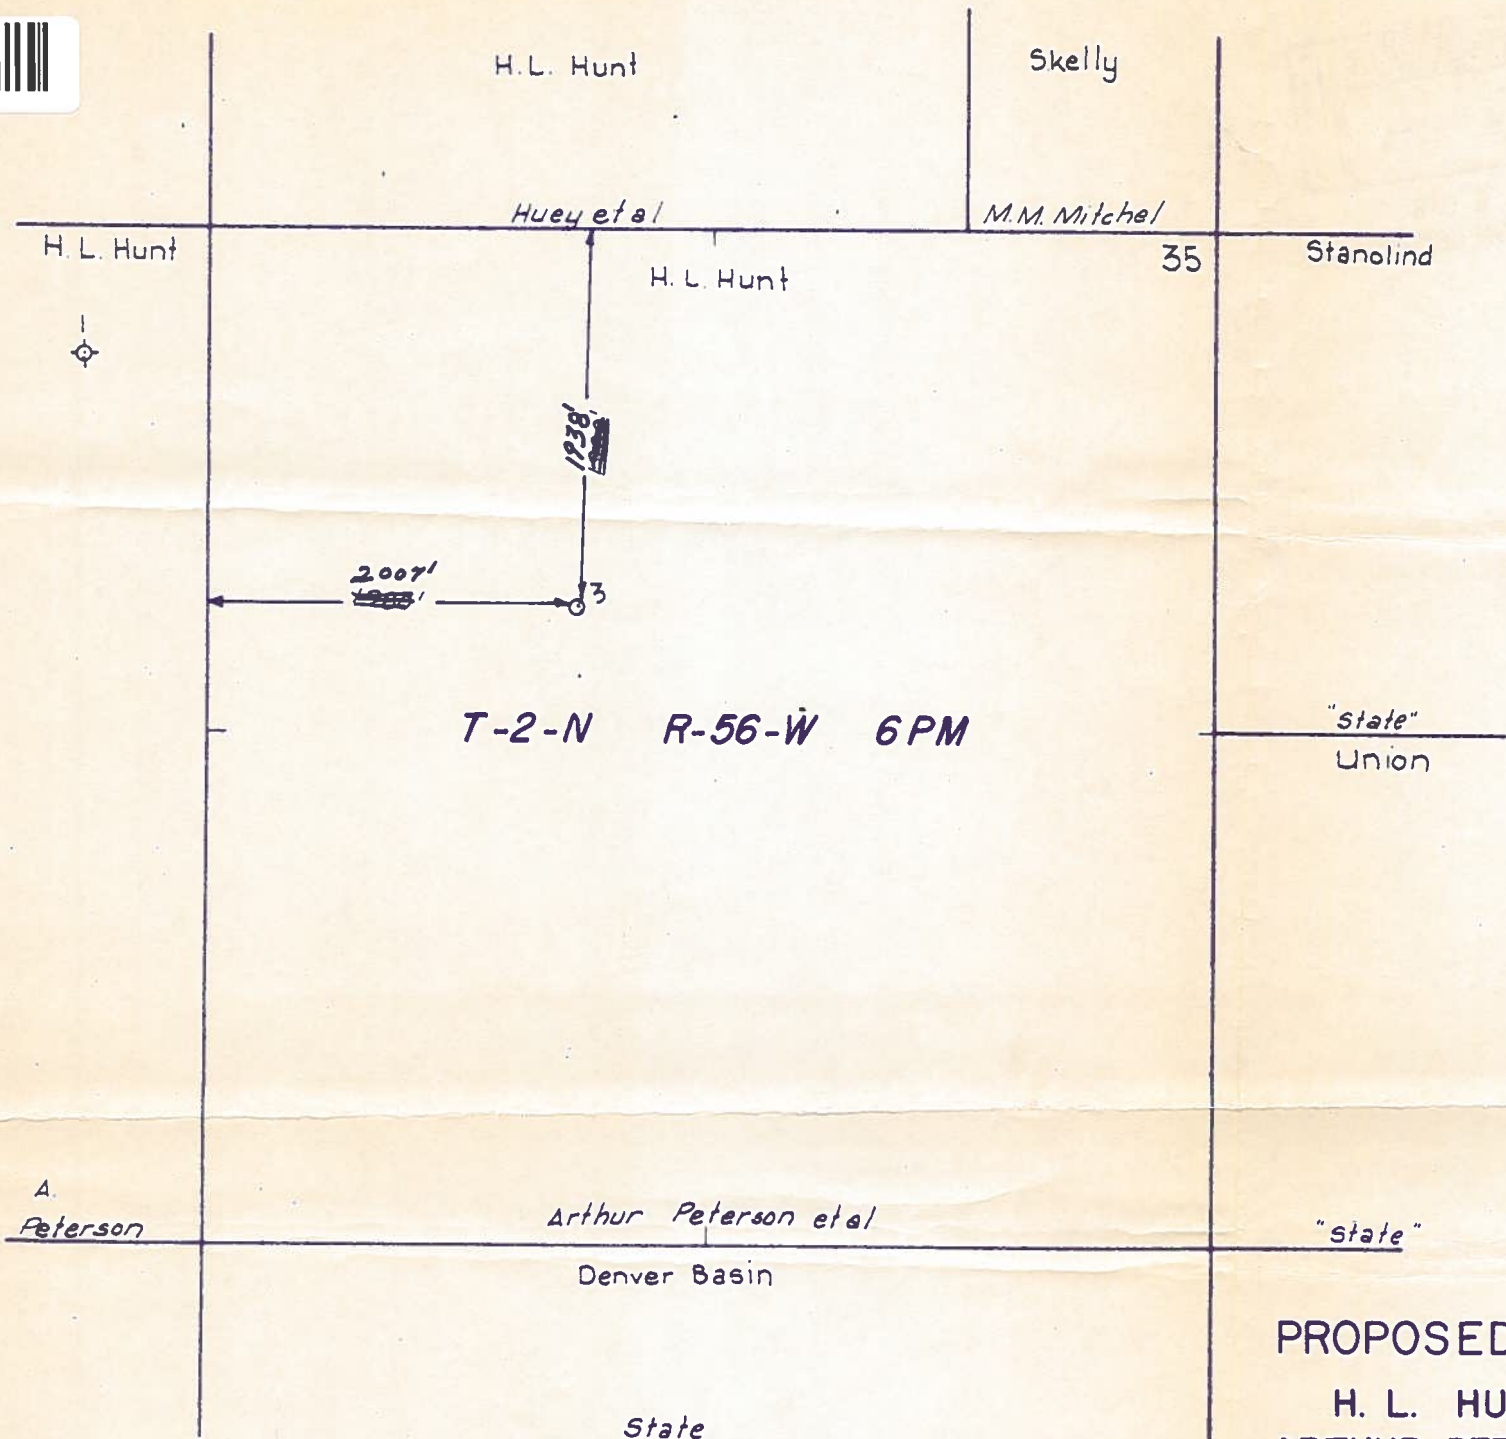 H.L. Hunt
Skelly
Huey et al
M.M. Mitchel
H. L. Hunt
H. L. Hunt
35
Stanolind
1
1938'
2007'
3
T-2-N R-56-W 6PM
"State"
Union
A.
Peterson
Arthur Peterson et al
"State"
Denver Basin
PROPOSED
H. L. HU
State